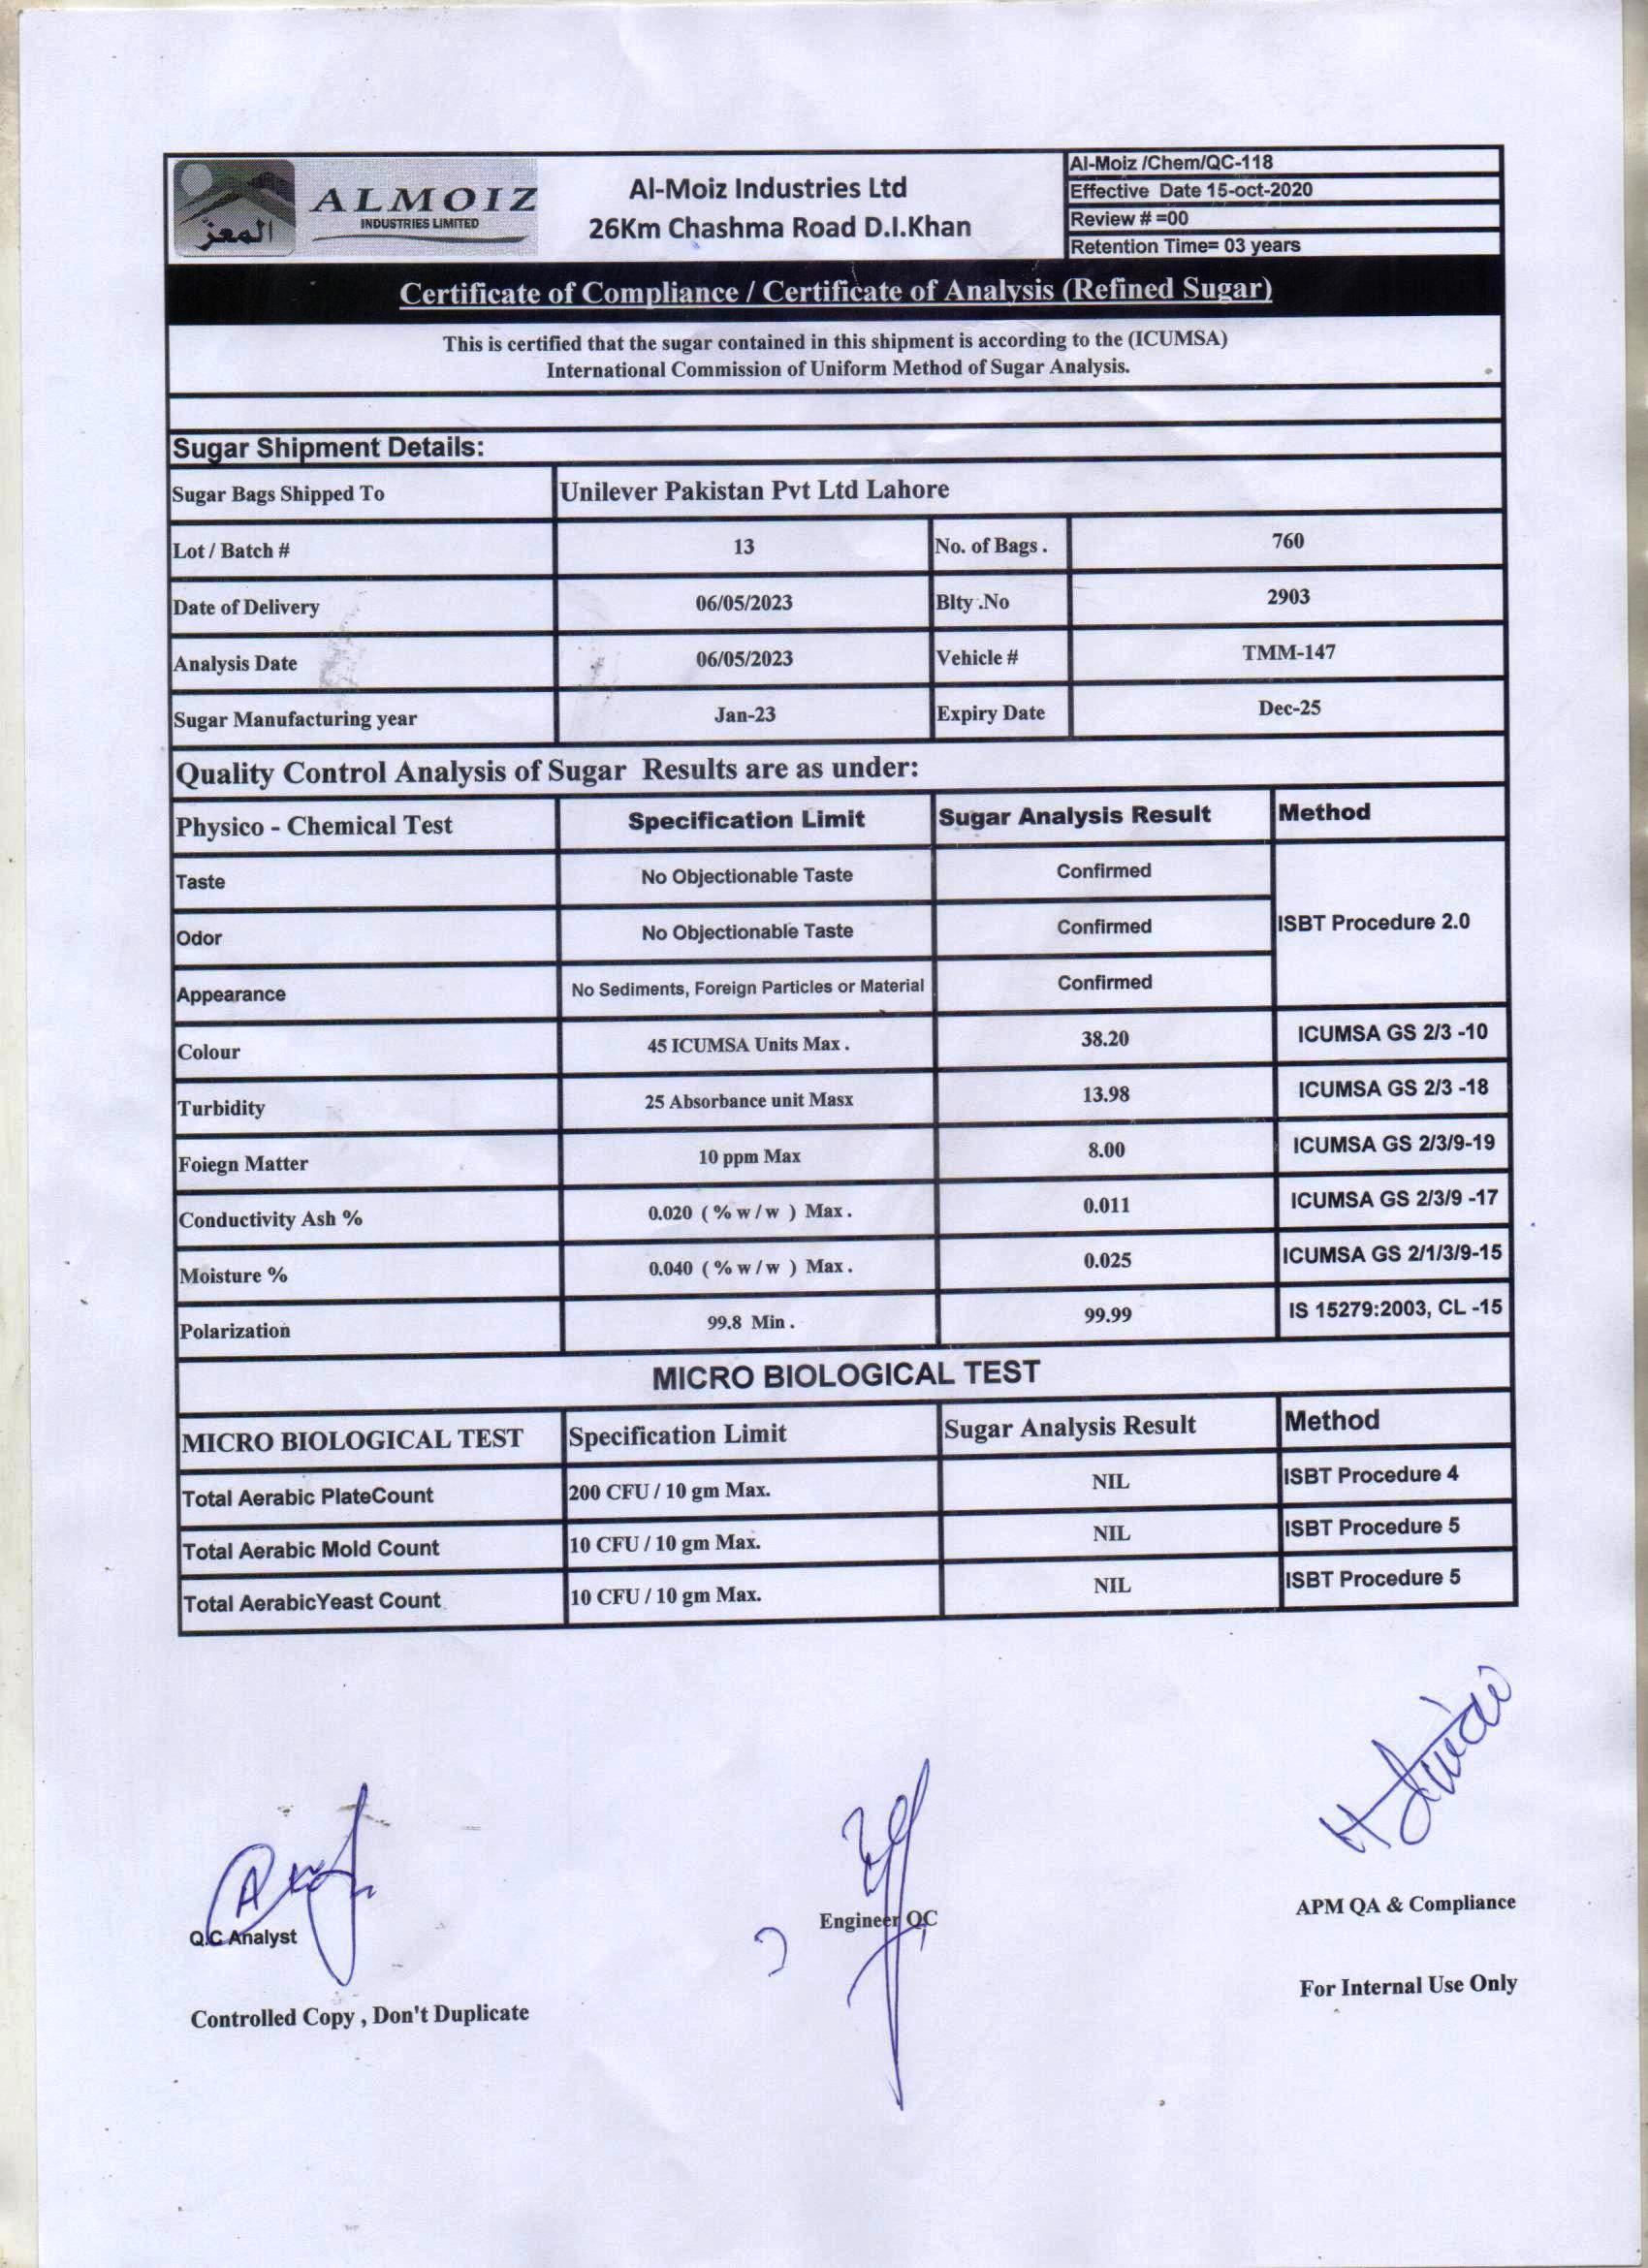 المعز
ALMOIZ
INDUSTRIES LIMITED
Al-Moiz Industries Ltd
26Km Chashma Road D.I.Khan
Al-Moiz /Chem/QC-118
Effective Date 15-oct-2020
Review # =00
Retention Time= 03 years
Certificate of Compliance / Certificate of Analysis (Refined Sugar)
This is certified that the sugar contained in this shipment is according to the (ICUMSA)
International Commission of Uniform Method of Sugar Analysis.
Sugar Shipment Details:
Sugar Bags Shipped To Unilever Pakistan Pvt Ltd Lahore
Lot / Batch # 13 No. of Bags . 760
Date of Delivery 06/05/2023 Blty .No 2903
Analysis Date 06/05/2023 Vehicle # TMM-147
Sugar Manufacturing year Jan-23 Expiry Date Dec-25
Quality Control Analysis of Sugar Results are as under:
Physico - Chemical Test Specification Limit Sugar Analysis Result Method
Taste No Objectionable Taste Confirmed
Odor No Objectionable Taste Confirmed ISBT Procedure 2.0
Appearance No Sediments, Foreign Particles or Material Confirmed
Colour 45 ICUMSA Units Max . 38.20 ICUMSA GS 2/3 -10
Turbidity 25 Absorbance unit Masx 13.98 ICUMSA GS 2/3 -18
Foiegn Matter 10 ppm Max 8.00 ICUMSA GS 2/3/9-19
Conductivity Ash % 0.020 ( % w / w ) Max . 0.011 ICUMSA GS 2/3/9 -17
Moisture % 0.040 ( % w / w ) Max . 0.025 ICUMSA GS 2/1/3/9-15
Polarization 99.8 Min . 99.99 IS 15279:2003, CL -15
MICRO BIOLOGICAL TEST
MICRO BIOLOGICAL TEST Specification Limit Sugar Analysis Result Method
Total Aerabic PlateCount 200 CFU / 10 gm Max. NIL ISBT Procedure 4
Total Aerabic Mold Count 10 CFU / 10 gm Max. NIL ISBT Procedure 5
Total AerabicYeast Count 10 CFU / 10 gm Max. NIL ISBT Procedure 5
Q.C Analyst
Engineer QC
APM QA & Compliance
Controlled Copy , Don't Duplicate
For Internal Use Only